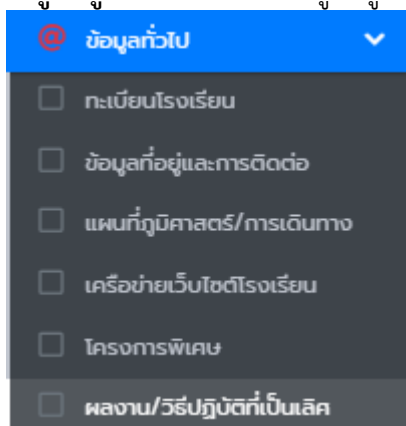 @ ข้อมูลทั่วไป
ทะเบียนโรงเรียน
ข้อมูลที่อยู่และการติดต่อ
แผนที่ภูมิศาสตร์/การเดินทาง
เครือข่ายเว็บไซต์โรงเรียน
โครงการพิเศษ
ผลงาน/วิธีปฏิบัติที่เป็นเลิศ